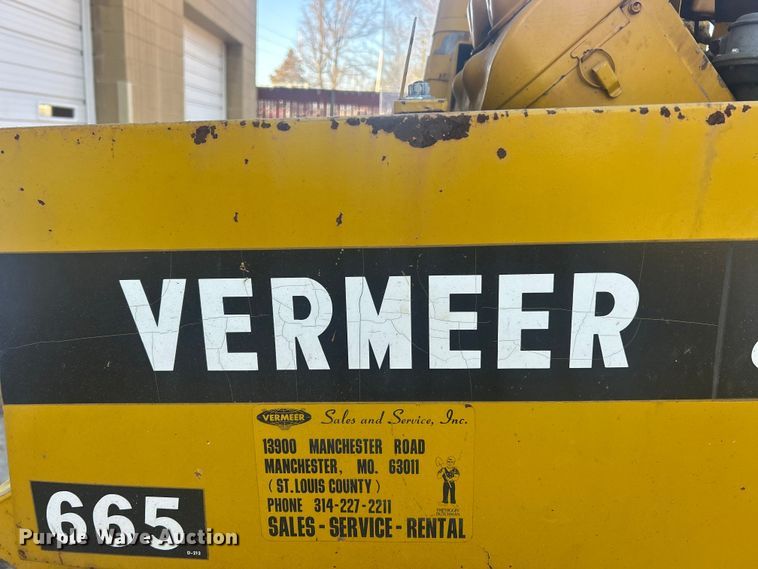 VERMEER
VERMEER Sales and Service, Inc.
13900 MANCHESTER ROAD
MANCHESTER, MO. 63011
( ST. LOUIS COUNTY )
PHONE 314-227-2211
SALES - SERVICE - RENTAL
665
Purple Wave Auction